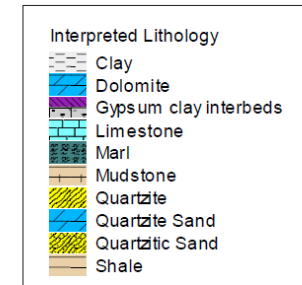 Interpreted Lithology
Clay
Dolomite
Gypsum clay interbeds
Limestone
Marl
Mudstone
Quartzite
Quartzite Sand
Quartzitic Sand
Shale